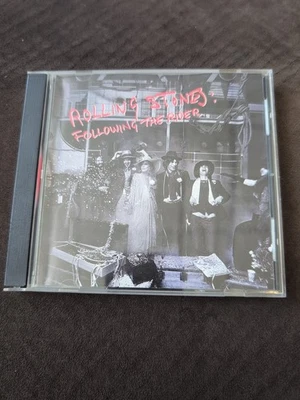 ROLLING STONES.
FOLLOWING THE RIVER